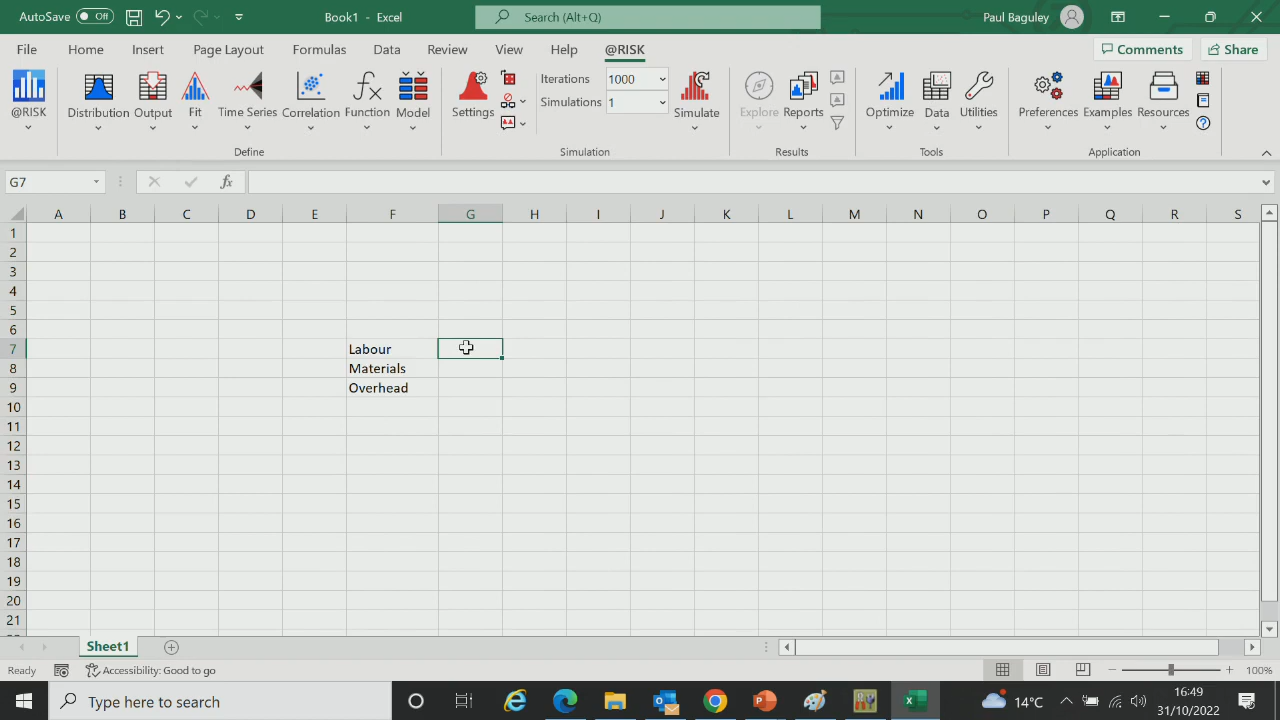 AutoSave Off Book1 - Excel Search (Alt+Q) Paul Baguley
File Home Insert Page Layout Formulas Data Review View Help @RISK Comments Share
@RISK Distribution Output Fit Time Series Correlation Function Model Settings Iterations 1000 Simulate Explore Reports Optimize Data Utilities Preferences Examples Resources
Simulations 1
Define Simulation Results Tools Application
G7 fx
A B C D E F G H I J K L M N O P Q R S
1
2
3
4
5
6
7 Labour
8 Materials
9 Overhead
10
11
12
13
14
15
16
17
18
19
20
21
Sheet1
Ready Accessibility: Good to go 100%
Type here to search 14°C 16:49
31/10/2022